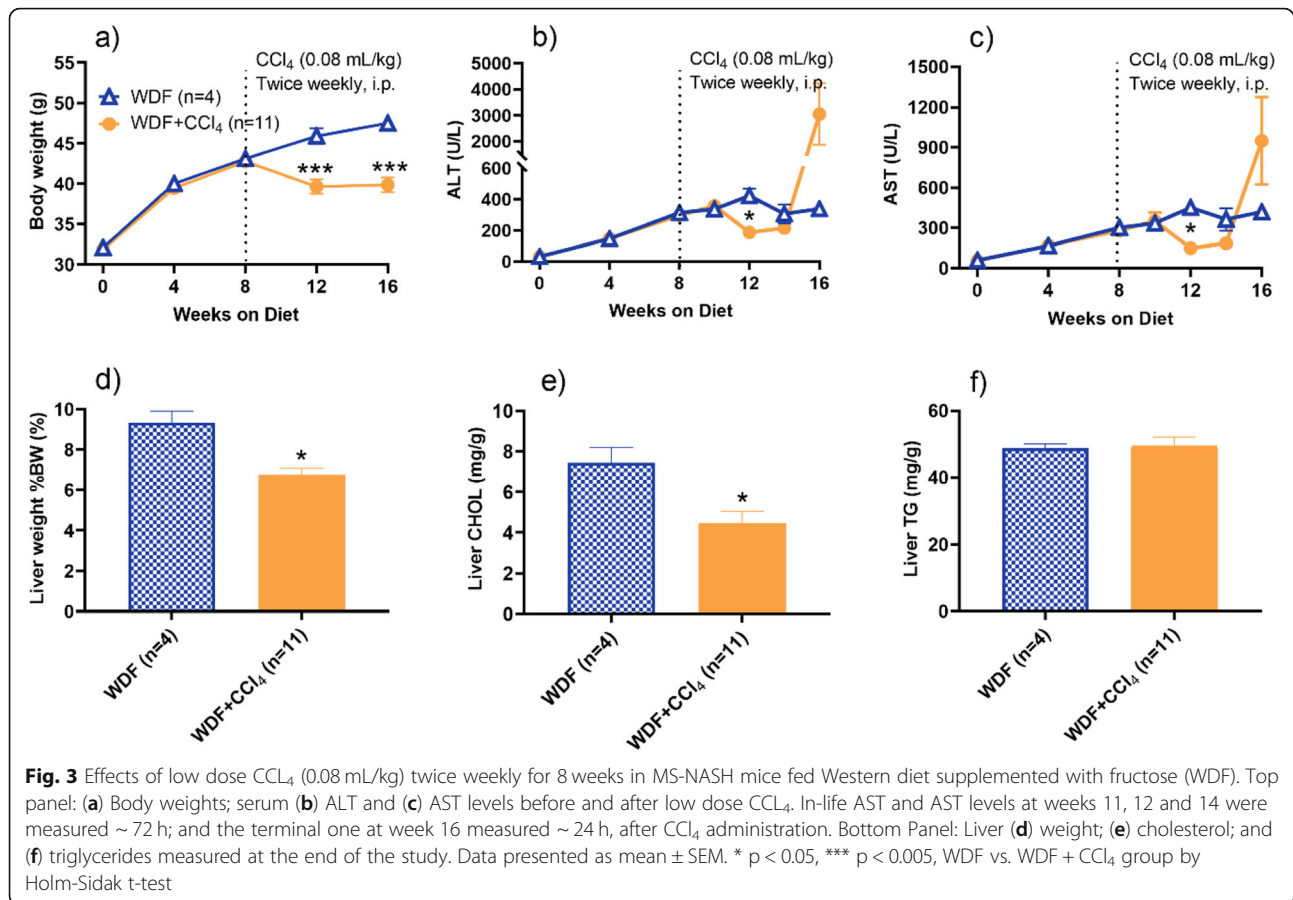 a)
CCl₄ (0.08 mL/kg)
Twice weekly, i.p.
WDF (n=4)
WDF+CCl₄ (n=11)
Body weight (g)
55
50
45
40
35
30
***
***
0 4 8 12 16
Weeks on Diet
b)
CCl₄ (0.08 mL/kg)
Twice weekly, i.p.
ALT (U/L)
5000
4000
3000
2000
600
400
200
0
*
0 4 8 12 16
Weeks on Diet
c)
CCl₄ (0.08 mL/kg)
Twice weekly, i.p.
AST (U/L)
1500
1200
900
600
300
0
*
0 4 8 12 16
Weeks on Diet
d)
Liver weight %BW (%)
10
8
6
4
2
0
*
WDF (n=4)
WDF+CCl₄ (n=11)
e)
Liver CHOL (mg/g)
10
8
6
4
2
0
*
WDF (n=4)
WDF+CCl₄ (n=11)
f)
Liver TG (mg/g)
60
40
20
0
WDF (n=4)
WDF+CCl₄ (n=11)
Fig. 3 Effects of low dose CCL₄ (0.08 mL/kg) twice weekly for 8 weeks in MS-NASH mice fed Western diet supplemented with fructose (WDF). Top
panel: (a) Body weights; serum (b) ALT and (c) AST levels before and after low dose CCL₄. In-life AST and AST levels at weeks 11, 12 and 14 were
measured ~ 72 h; and the terminal one at week 16 measured ~ 24 h, after CCl₄ administration. Bottom Panel: Liver (d) weight; (e) cholesterol; and
(f) triglycerides measured at the end of the study. Data presented as mean ± SEM. * p < 0.05, *** p < 0.005, WDF vs. WDF + CCl₄ group by
Holm-Sidak t-test